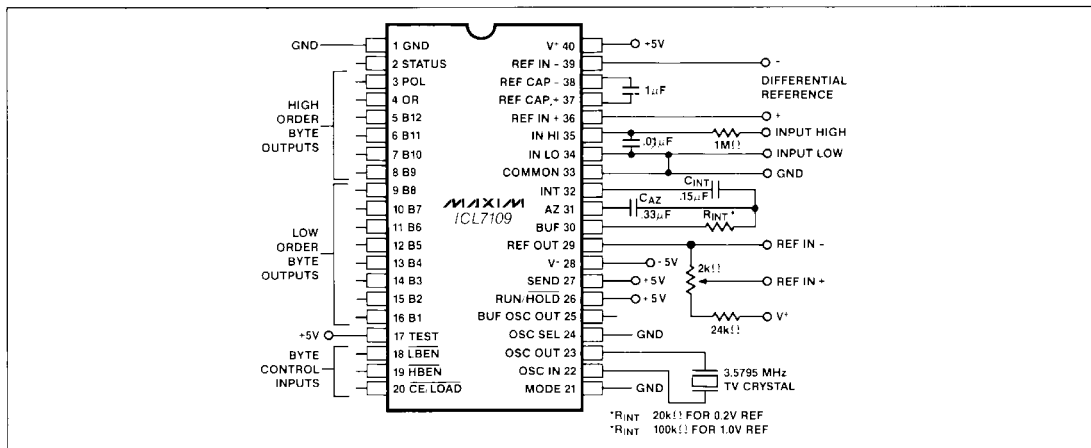 GND
HIGH
ORDER
BYTE
OUTPUTS
LOW
ORDER
BYTE
OUTPUTS
+5V
BYTE
CONTROL
INPUTS
1 GND
2 STATUS
3 POL
4 OR
5 B12
6 B11
7 B10
8 B9
9 B8
10 B7
11 B6
12 B5
13 B4
14 B3
15 B2
16 B1
17 TEST
18 LBEN
19 HBEN
20 CE/LOAD
MAXIM
ICL7109
V+ 40
REF IN - 39
REF CAP - 38
REF CAP + 37
REF IN + 36
IN HI 35
IN LO 34
COMMON 33
INT 32
AZ 31
BUF 30
REF OUT 29
V- 28
SEND 27
RUN/HOLD 26
BUF OSC OUT 25
OSC SEL 24
OSC OUT 23
OSC IN 22
MODE 21
+5V
-
DIFFERENTIAL
REFERENCE
1µF
+
INPUT HIGH
.01µF
1MΩ
INPUT LOW
GND
CINT
.15µF
CAZ
.33µF
RINT*
REF IN -
2kΩ
REF IN +
-5V
+5V
+5V
V+
24kΩ
GND
3.5795 MHz
TV CRYSTAL
GND
*RINT 20kΩ FOR 0.2V REF
*RINT 100kΩ FOR 1.0V REF